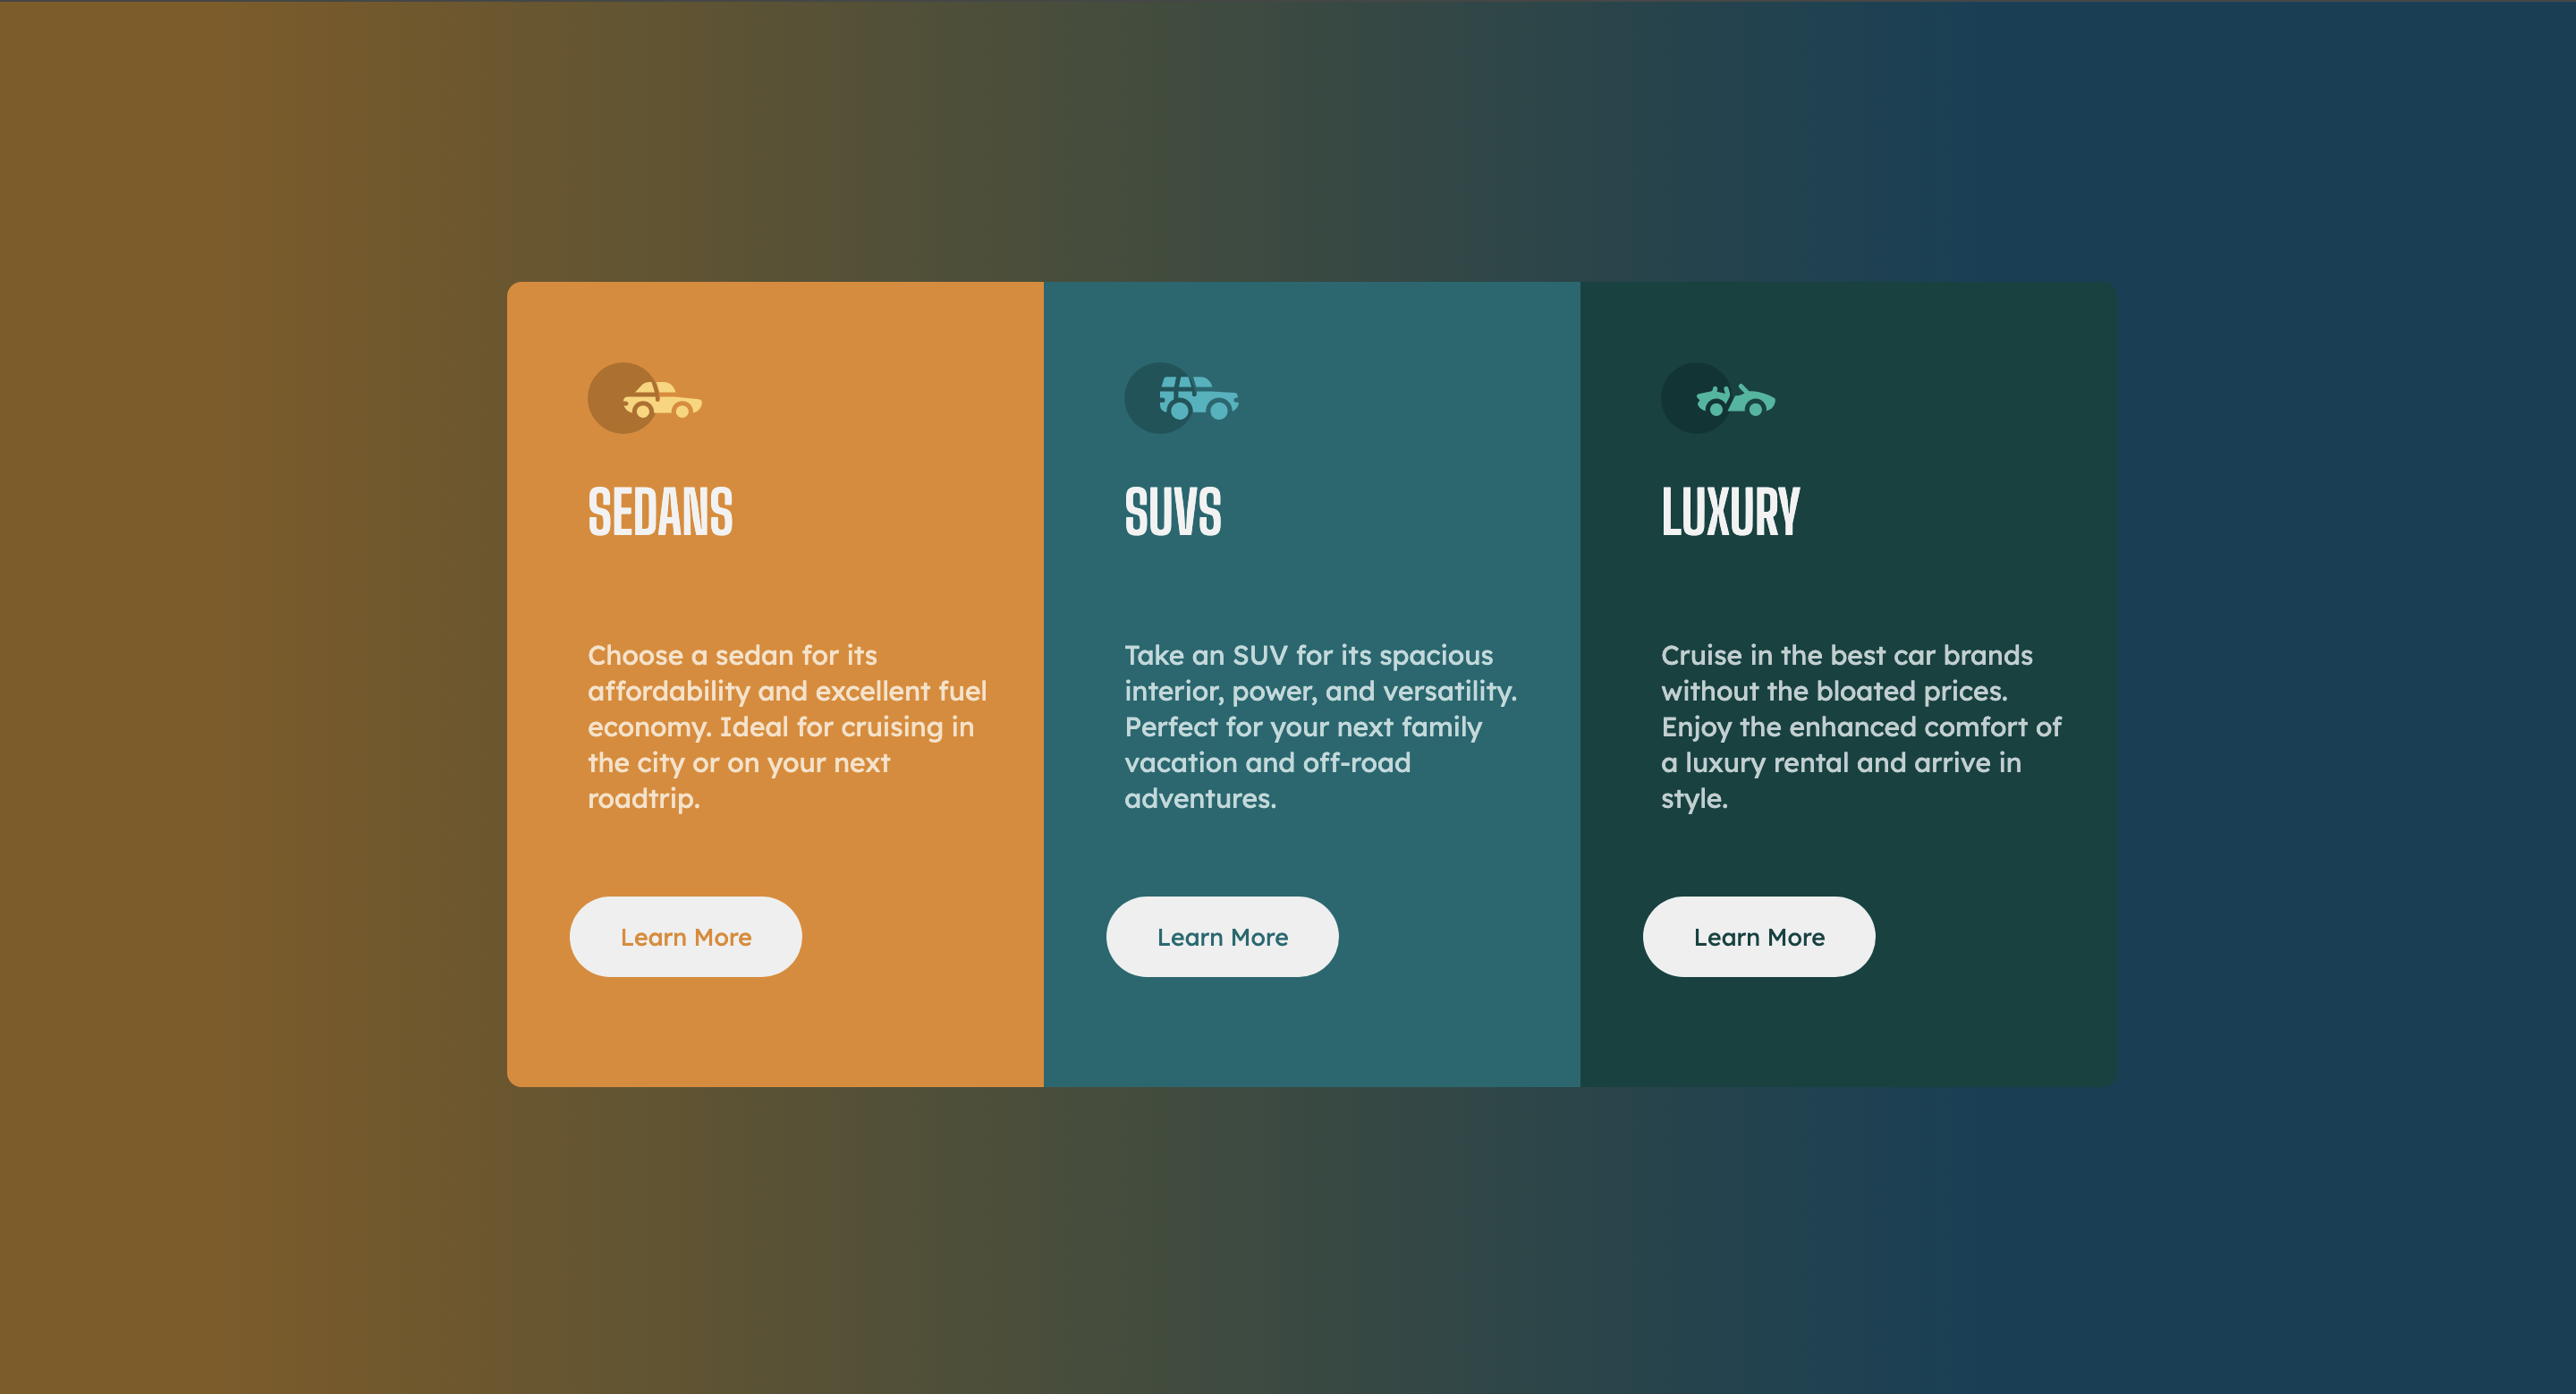 SEDANS
Choose a sedan for its
affordability and excellent fuel
economy. Ideal for cruising in
the city or on your next
roadtrip.
Learn More
SUVS
Take an SUV for its spacious
interior, power, and versatility.
Perfect for your next family
vacation and off-road
adventures.
Learn More
LUXURY
Cruise in the best car brands
without the bloated prices.
Enjoy the enhanced comfort of
a luxury rental and arrive in
style.
Learn More